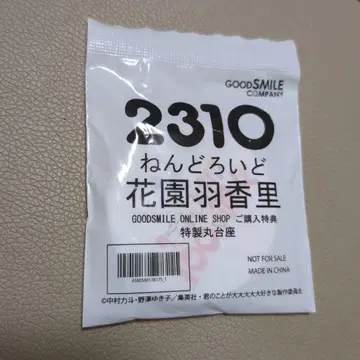 GOODSMILE
COMPANY
2310
ねんどろいど
花園羽香里
GOODSMILE ONLINE SHOP ご購入特典
特製丸台座
NOT FOR SALE
MADE IN CHINA
©中村力斗・野澤ゆき子／集英社・君のことが大大大大大好きな製作委員会